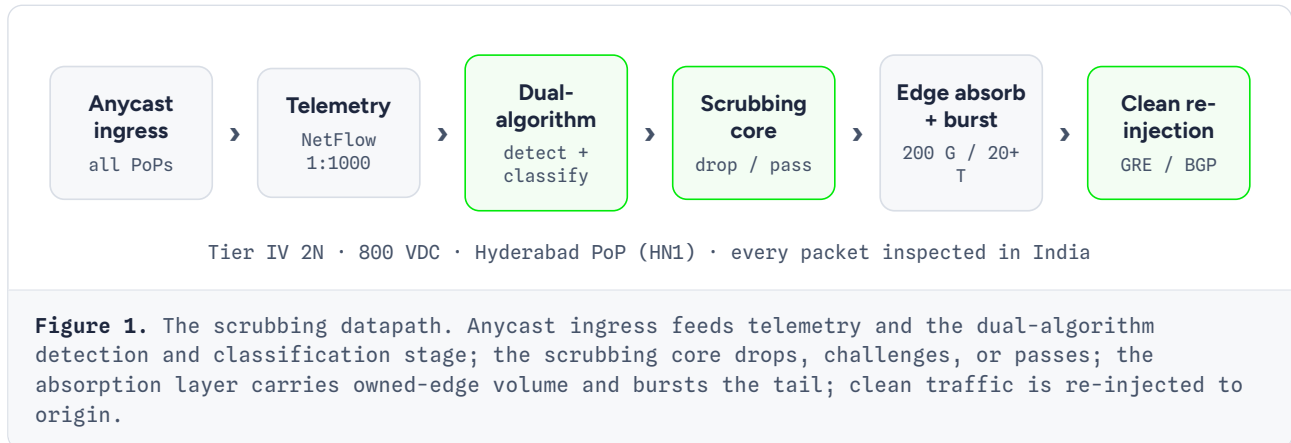 Anycast
ingress
all PoPs
›
Telemetry
NetFlow
1:1000
›
Dual-
algorithm
detect +
classify
›
Scrubbing
core
drop / pass
›
Edge absorb
+ burst
200 G / 20+
T
›
Clean re-
injection
GRE / BGP
Tier IV 2N · 800 VDC · Hyderabad PoP (HN1) · every packet inspected in India
Figure 1. The scrubbing datapath. Anycast ingress feeds telemetry and the dual-algorithm
detection and classification stage; the scrubbing core drops, challenges, or passes; the
absorption layer carries owned-edge volume and bursts the tail; clean traffic is re-injected to
origin.